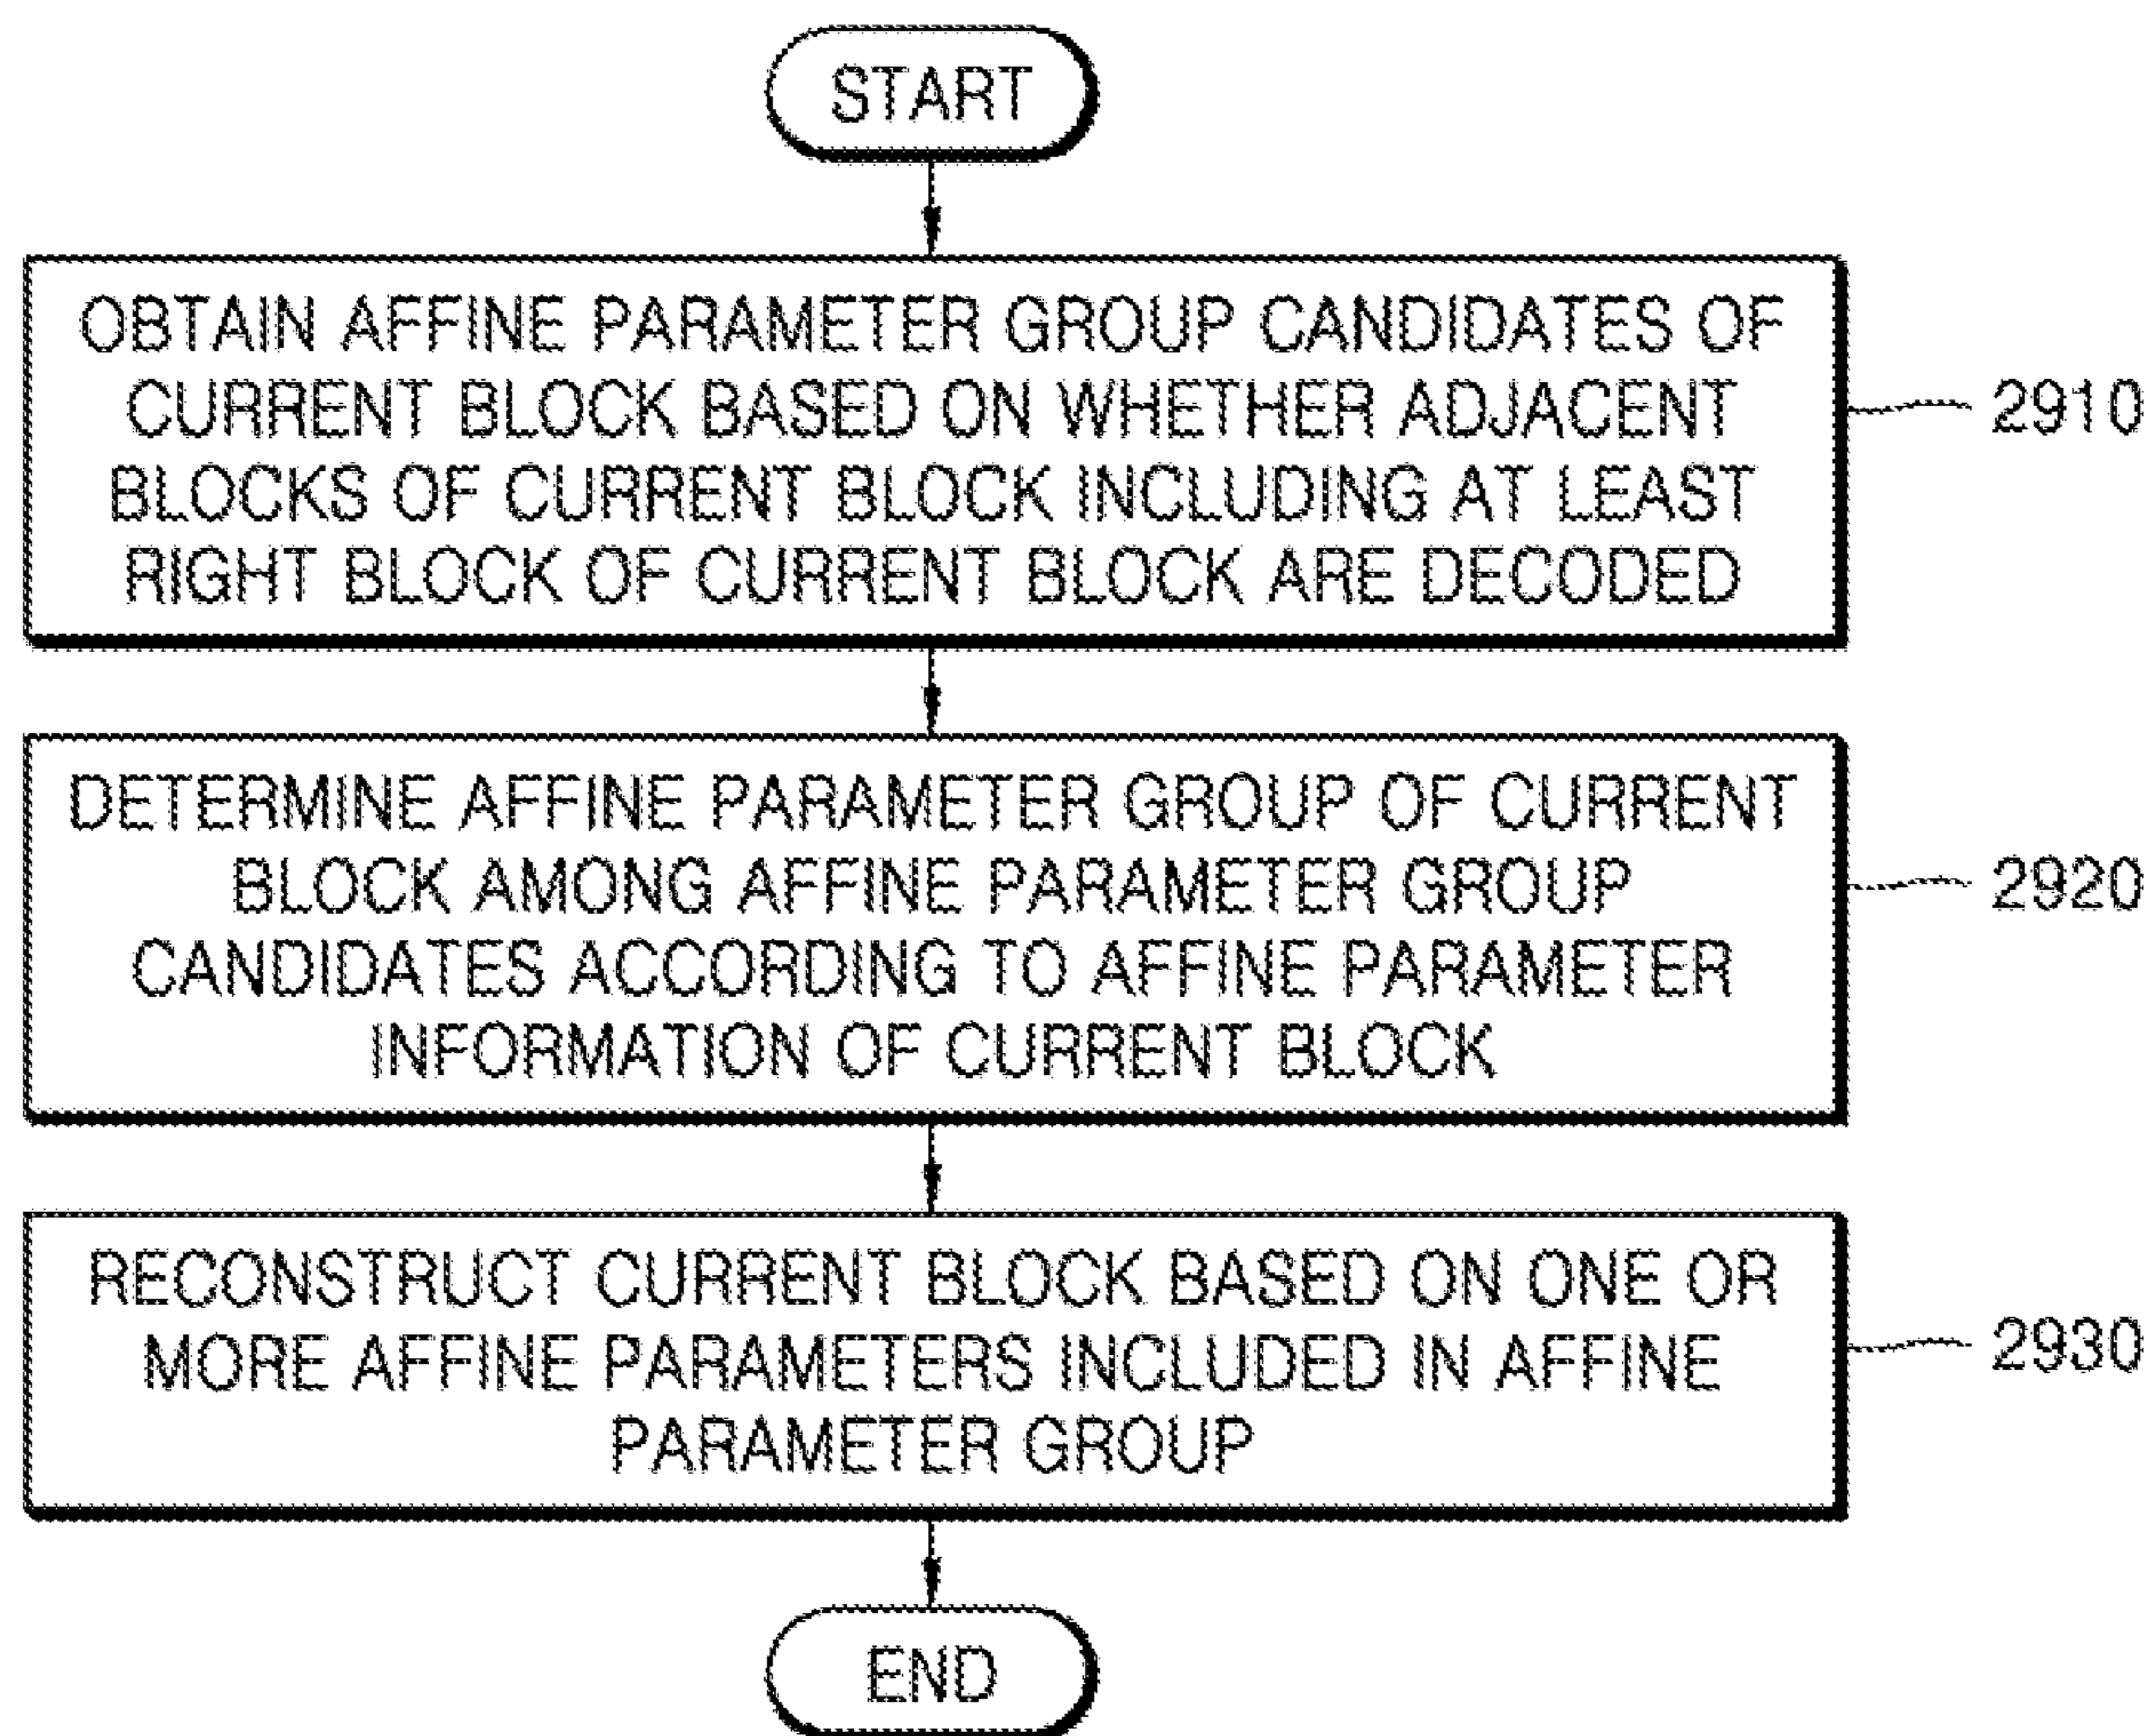 START
OBTAIN AFFINE PARAMETER GROUP CANDIDATES OF
CURRENT BLOCK BASED ON WHETHER ADJACENT
BLOCKS OF CURRENT BLOCK INCLUDING AT LEAST
RIGHT BLOCK OF CURRENT BLOCK ARE DECODED
2910
DETERMINE AFFINE PARAMETER GROUP OF CURRENT
BLOCK AMONG AFFINE PARAMETER GROUP
CANDIDATES ACCORDING TO AFFINE PARAMETER
INFORMATION OF CURRENT BLOCK
2920
RECONSTRUCT CURRENT BLOCK BASED ON ONE OR
MORE AFFINE PARAMETERS INCLUDED IN AFFINE
PARAMETER GROUP
2930
END